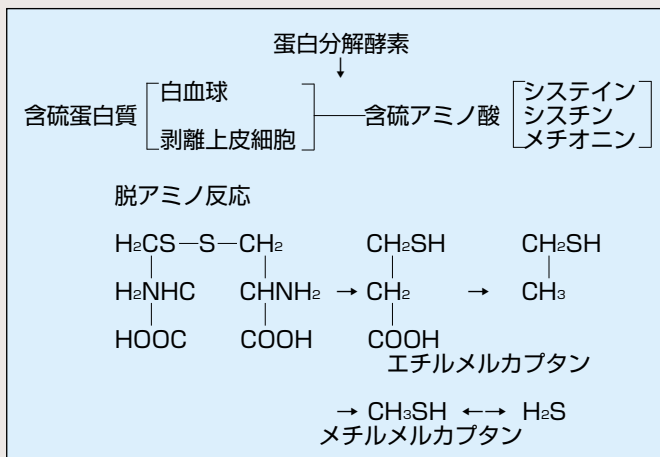 蛋白分解酵素
↓
含硫蛋白質 [白血球 剥離上皮細胞] — 含硫アミノ酸 [システイン シスチン メチオニン]
脱アミノ反応
H₂CS—S—CH₂ CH₂SH CH₂SH
H₂NHC CHNH₂ → CH₂ → CH₃
HOOC COOH COOH
エチルメルカプタン
→ CH₃SH ←→ H₂S
メチルメルカプタン